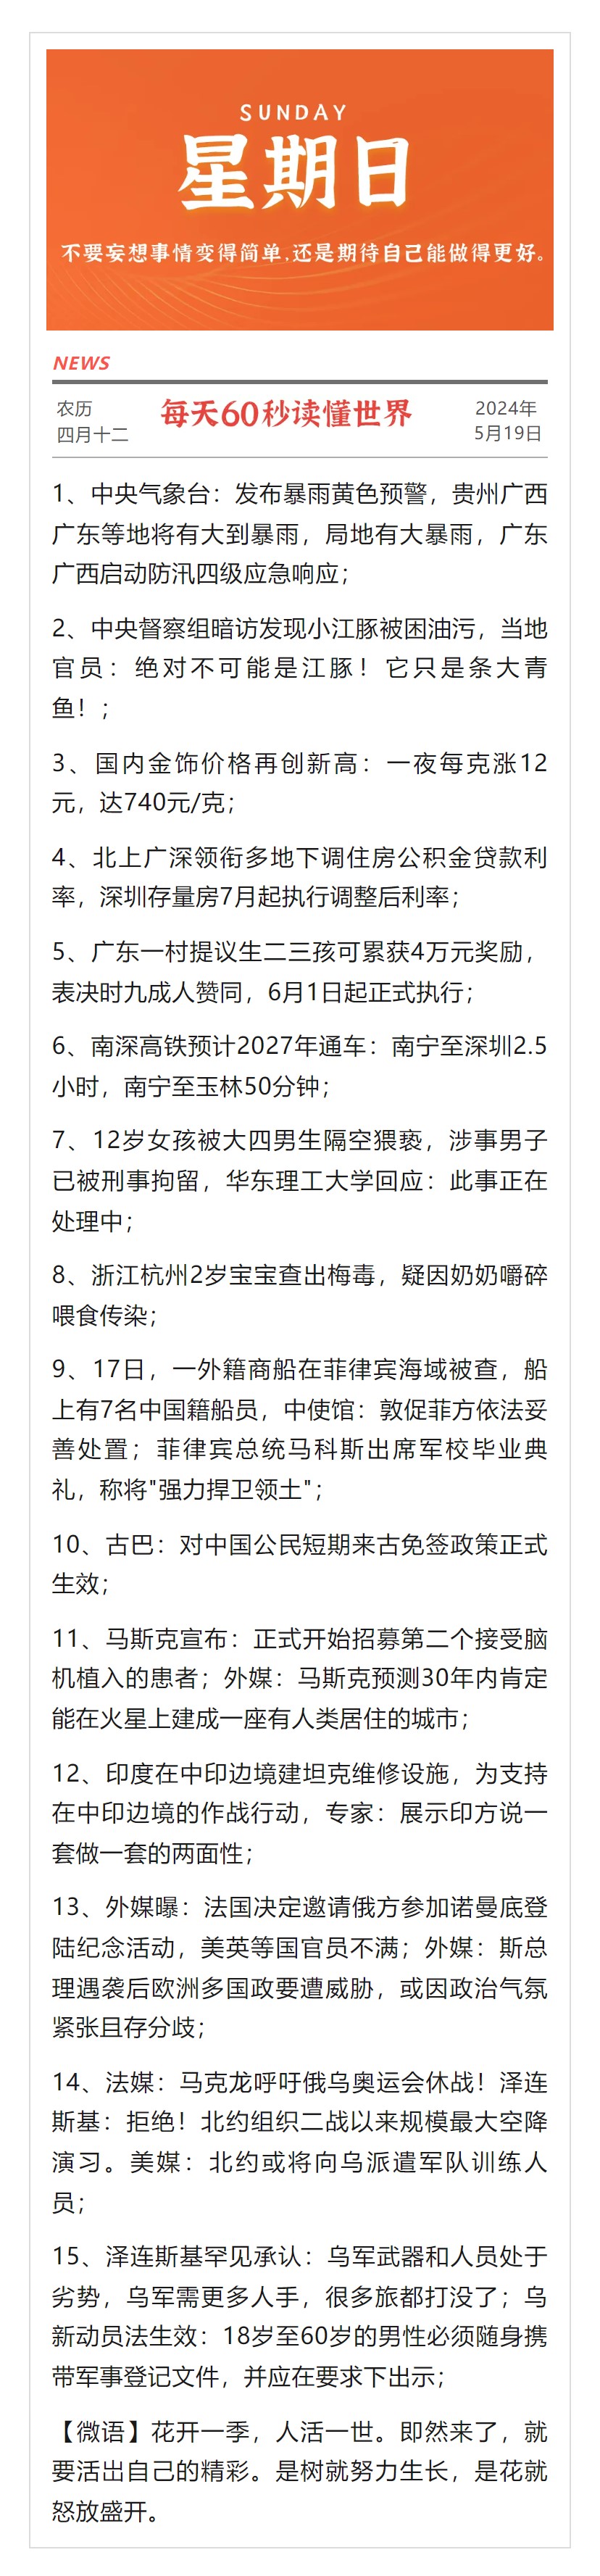 SUNDAY
星期日
不要妄想事情变得简单,还是期待自己能做得更好。
NEWS
农历
四月十二
每天60秒读懂世界
2024年
5月19日
1、中央气象台：发布暴雨黄色预警，贵州广西
广东等地将有大到暴雨，局地有大暴雨，广东
广西启动防汛四级应急响应；
2、中央督察组暗访发现小江豚被困油污，当地
官员：绝对不可能是江豚！它只是条大青
鱼！；
3、国内金饰价格再创新高：一夜每克涨12
元，达740元/克；
4、北上广深领衔多地下调住房公积金贷款利
率，深圳存量房7月起执行调整后利率；
5、广东一村提议生二三孩可累获4万元奖励，
表决时九成人赞同，6月1日起正式执行；
6、南深高铁预计2027年通车：南宁至深圳2.5
小时，南宁至玉林50分钟；
7、12岁女孩被大四男生隔空猥亵，涉事男子
已被刑事拘留，华东理工大学回应：此事正在
处理中；
8、浙江杭州2岁宝宝查出梅毒，疑因奶奶嚼碎
喂食传染；
9、17日，一外籍商船在菲律宾海域被查，船
上有7名中国籍船员，中使馆：敦促菲方依法妥
善处置；菲律宾总统马科斯出席军校毕业典
礼，称将"强力捍卫领土"；
10、古巴：对中国公民短期来古免签政策正式
生效；
11、马斯克宣布：正式开始招募第二个接受脑
机植入的患者；外媒：马斯克预测30年内肯定
能在火星上建成一座有人类居住的城市；
12、印度在中印边境建坦克维修设施，为支持
在中印边境的作战行动，专家：展示印方说一
套做一套的两面性；
13、外媒曝：法国决定邀请俄方参加诺曼底登
陆纪念活动，美英等国官员不满；外媒：斯总
理遇袭后欧洲多国政要遭威胁，或因政治气氛
紧张且存分歧；
14、法媒：马克龙呼吁俄乌奥运会休战！泽连
斯基：拒绝！北约组织二战以来规模最大空降
演习。美媒：北约或将向乌派遣军队训练人
员；
15、泽连斯基罕见承认：乌军武器和人员处于
劣势，乌军需更多人手，很多旅都打没了；乌
新动员法生效：18岁至60岁的男性必须随身携
带军事登记文件，并应在要求下出示；
【微语】花开一季，人活一世。即然来了，就
要活出自己的精彩。是树就努力生长，是花就
怒放盛开。